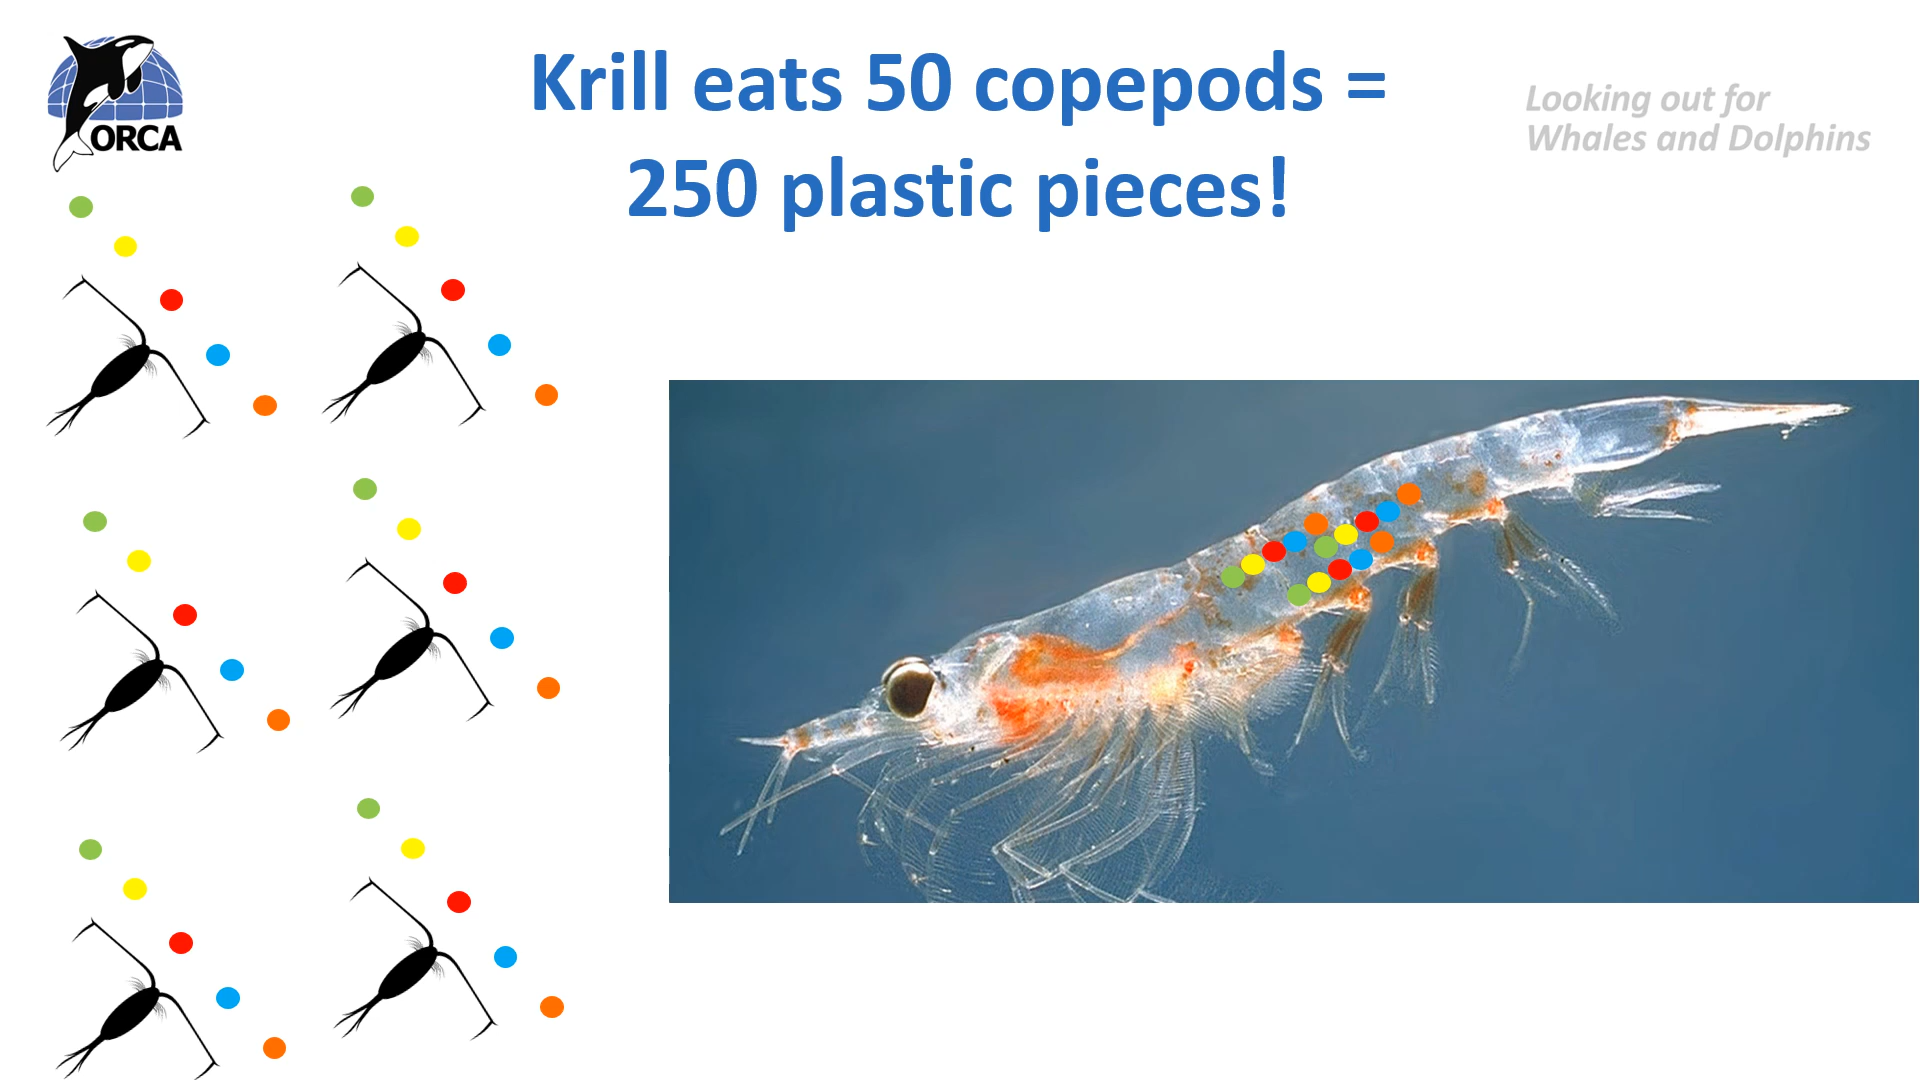 ORCA
Krill eats 50 copepods =
250 plastic pieces!
Looking out for
Whales and Dolphins